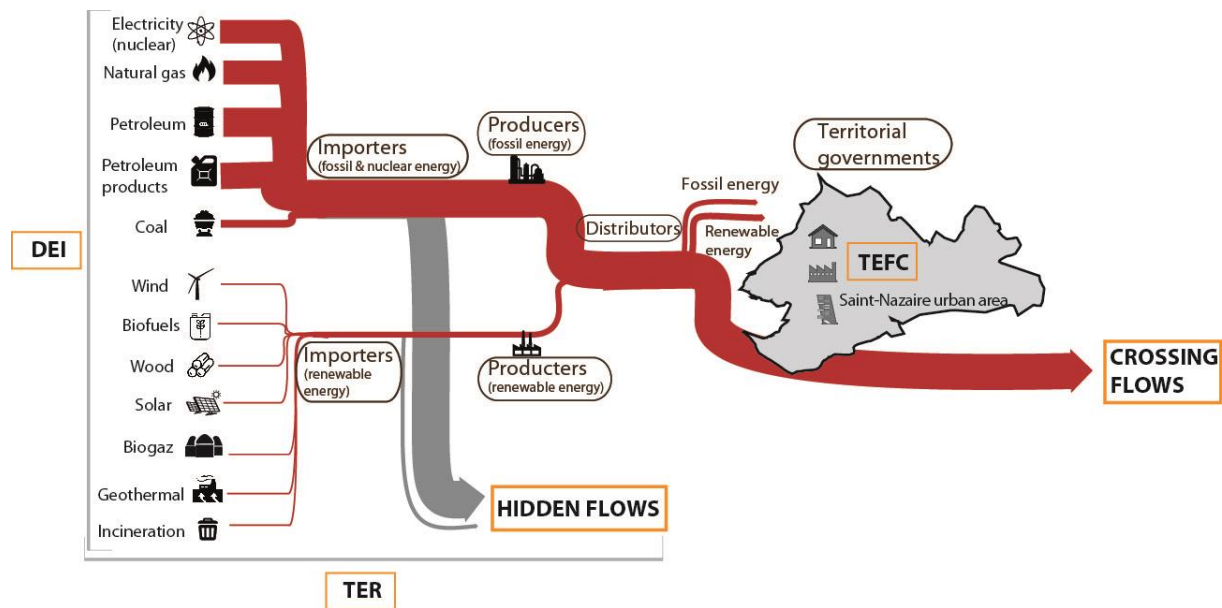 Electricity
(nuclear)
Natural gas
Petroleum
Petroleum
products
Coal
DEI
Wind
Biofuels
Wood
Solar
Biogaz
Geothermal
Incineration
Importers
(fossil & nuclear energy)
Producers
(fossil energy)
Importers
(renewable
energy)
Producters
(renewable energy)
Distributors
Fossil energy
Renewable
energy
Territorial
governments
TEFC
Saint-Nazaire urban area
CROSSING
FLOWS
HIDDEN FLOWS
TER